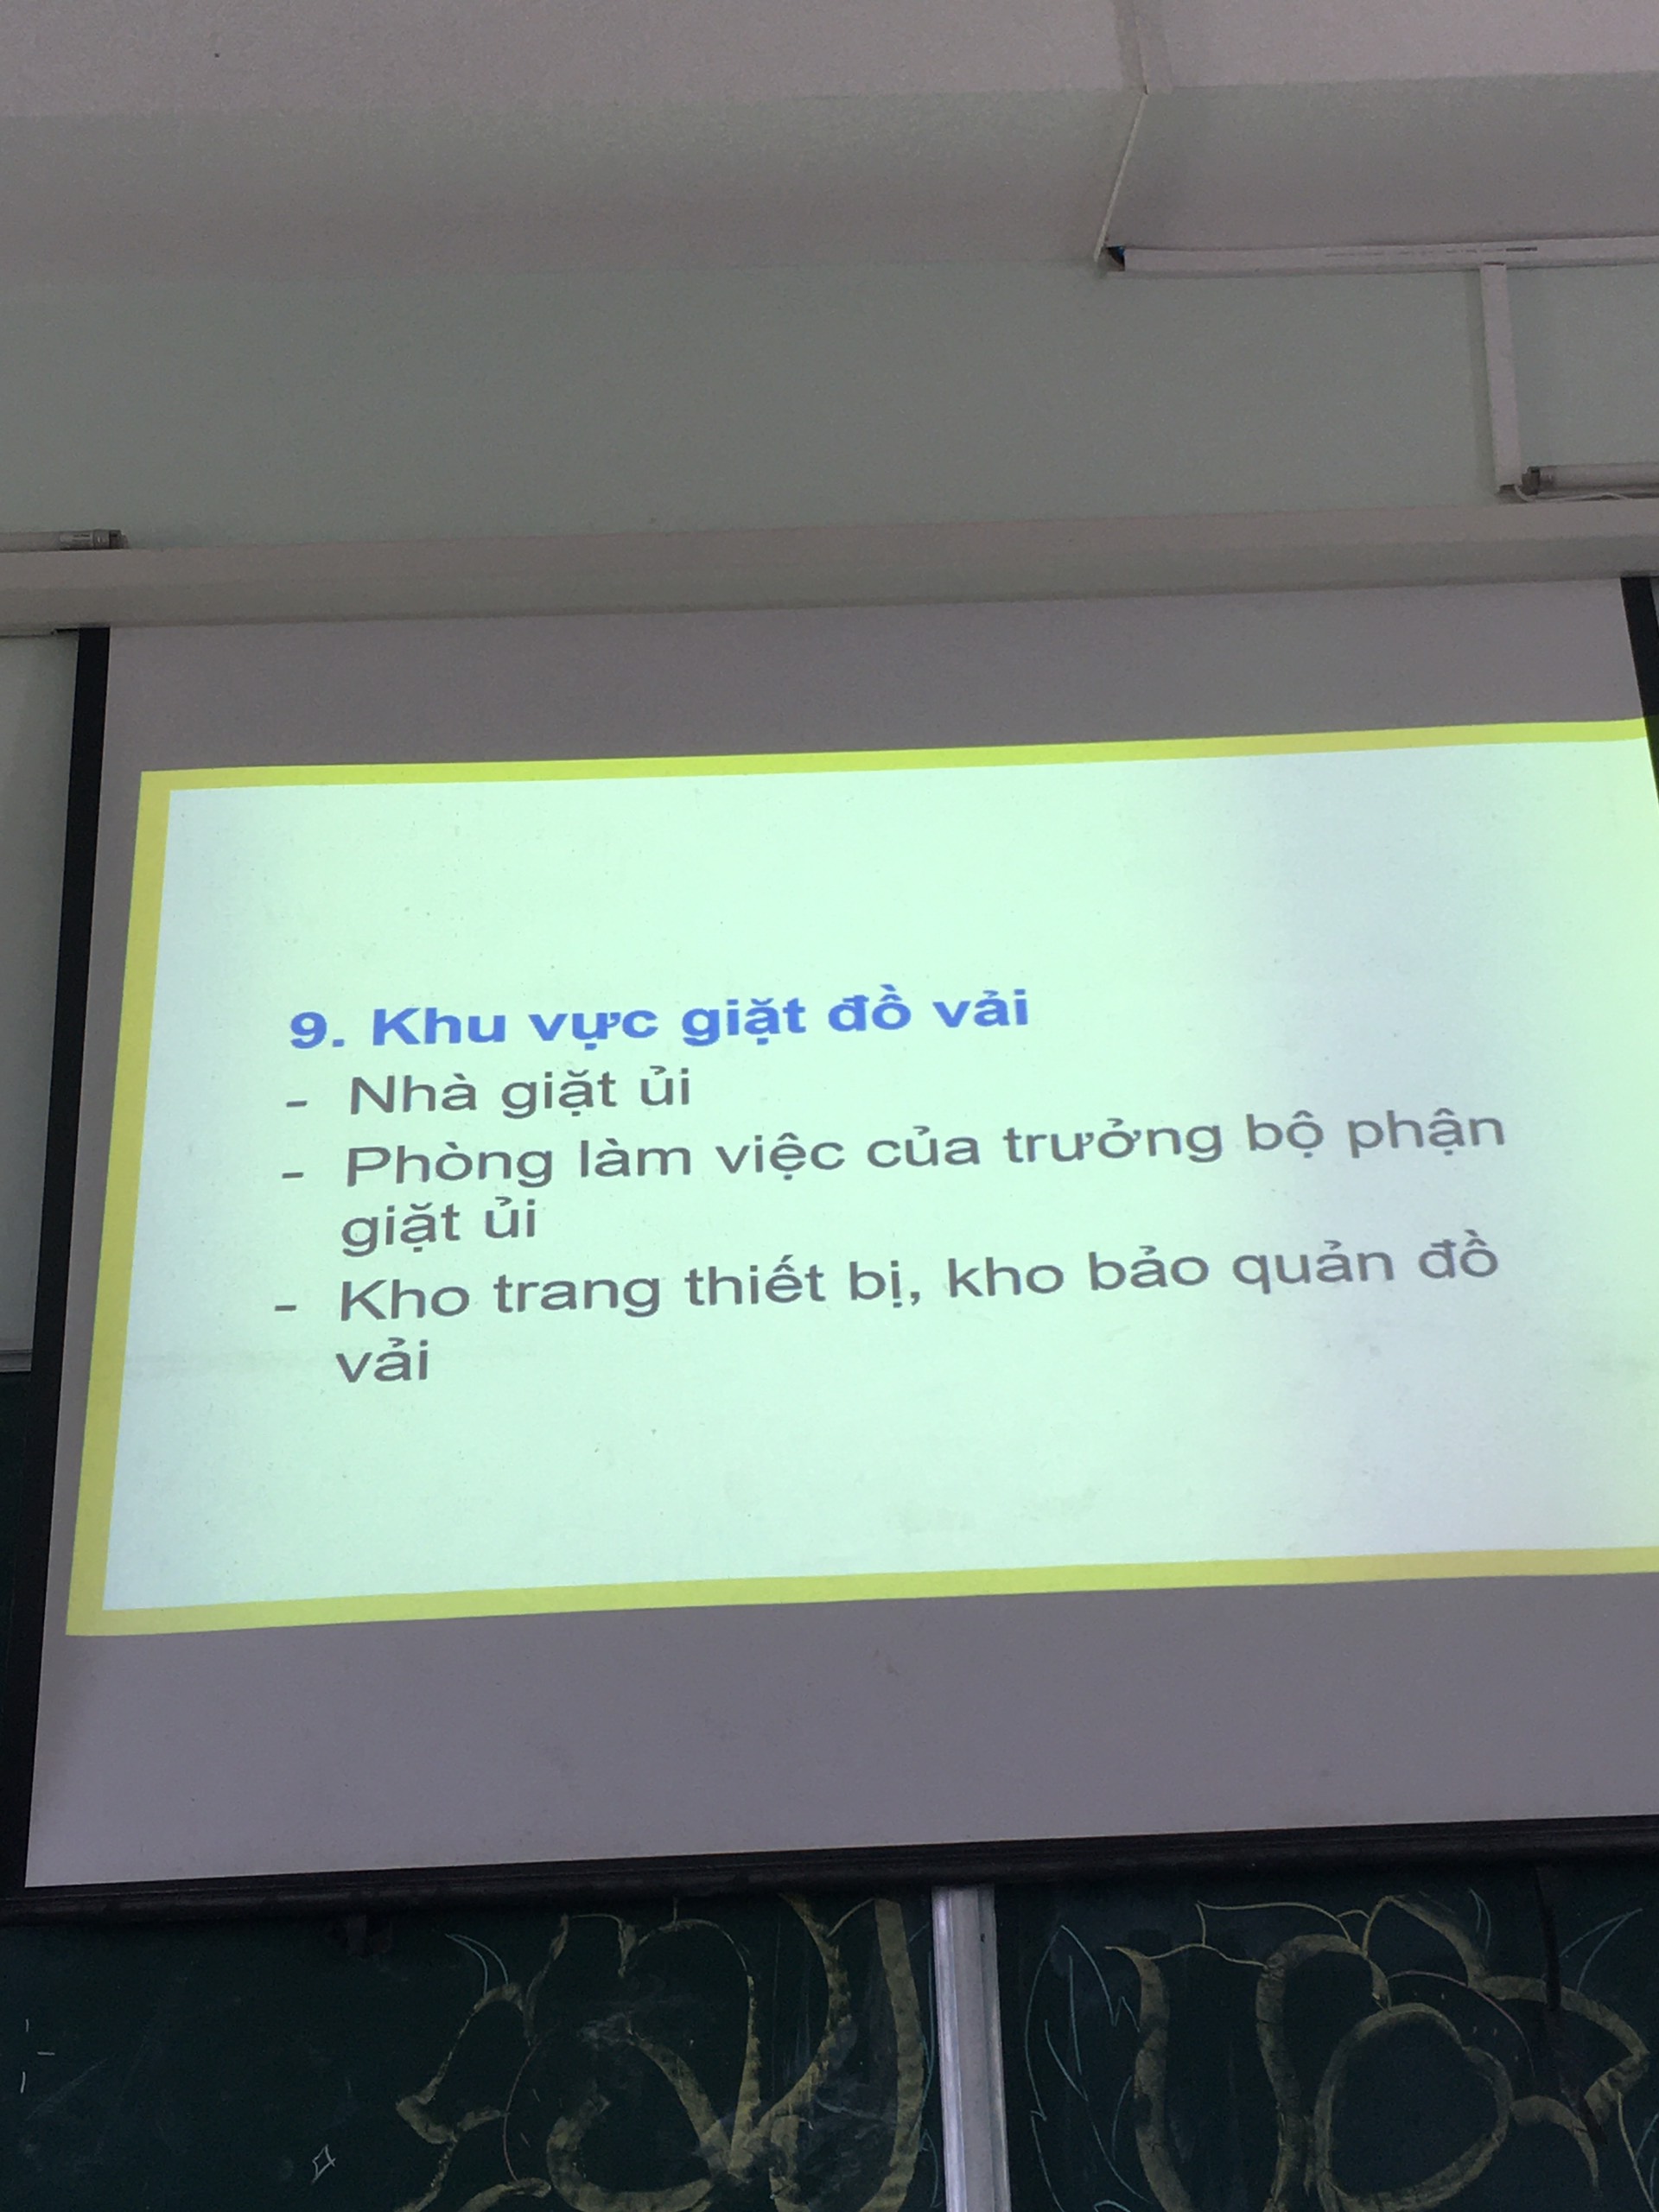 9. Khu vực giặt đồ vải
- Nhà giặt ủi
- Phòng làm việc của trưởng bộ phận
giặt ủi
- Kho trang thiết bị, kho bảo quản đồ
vải